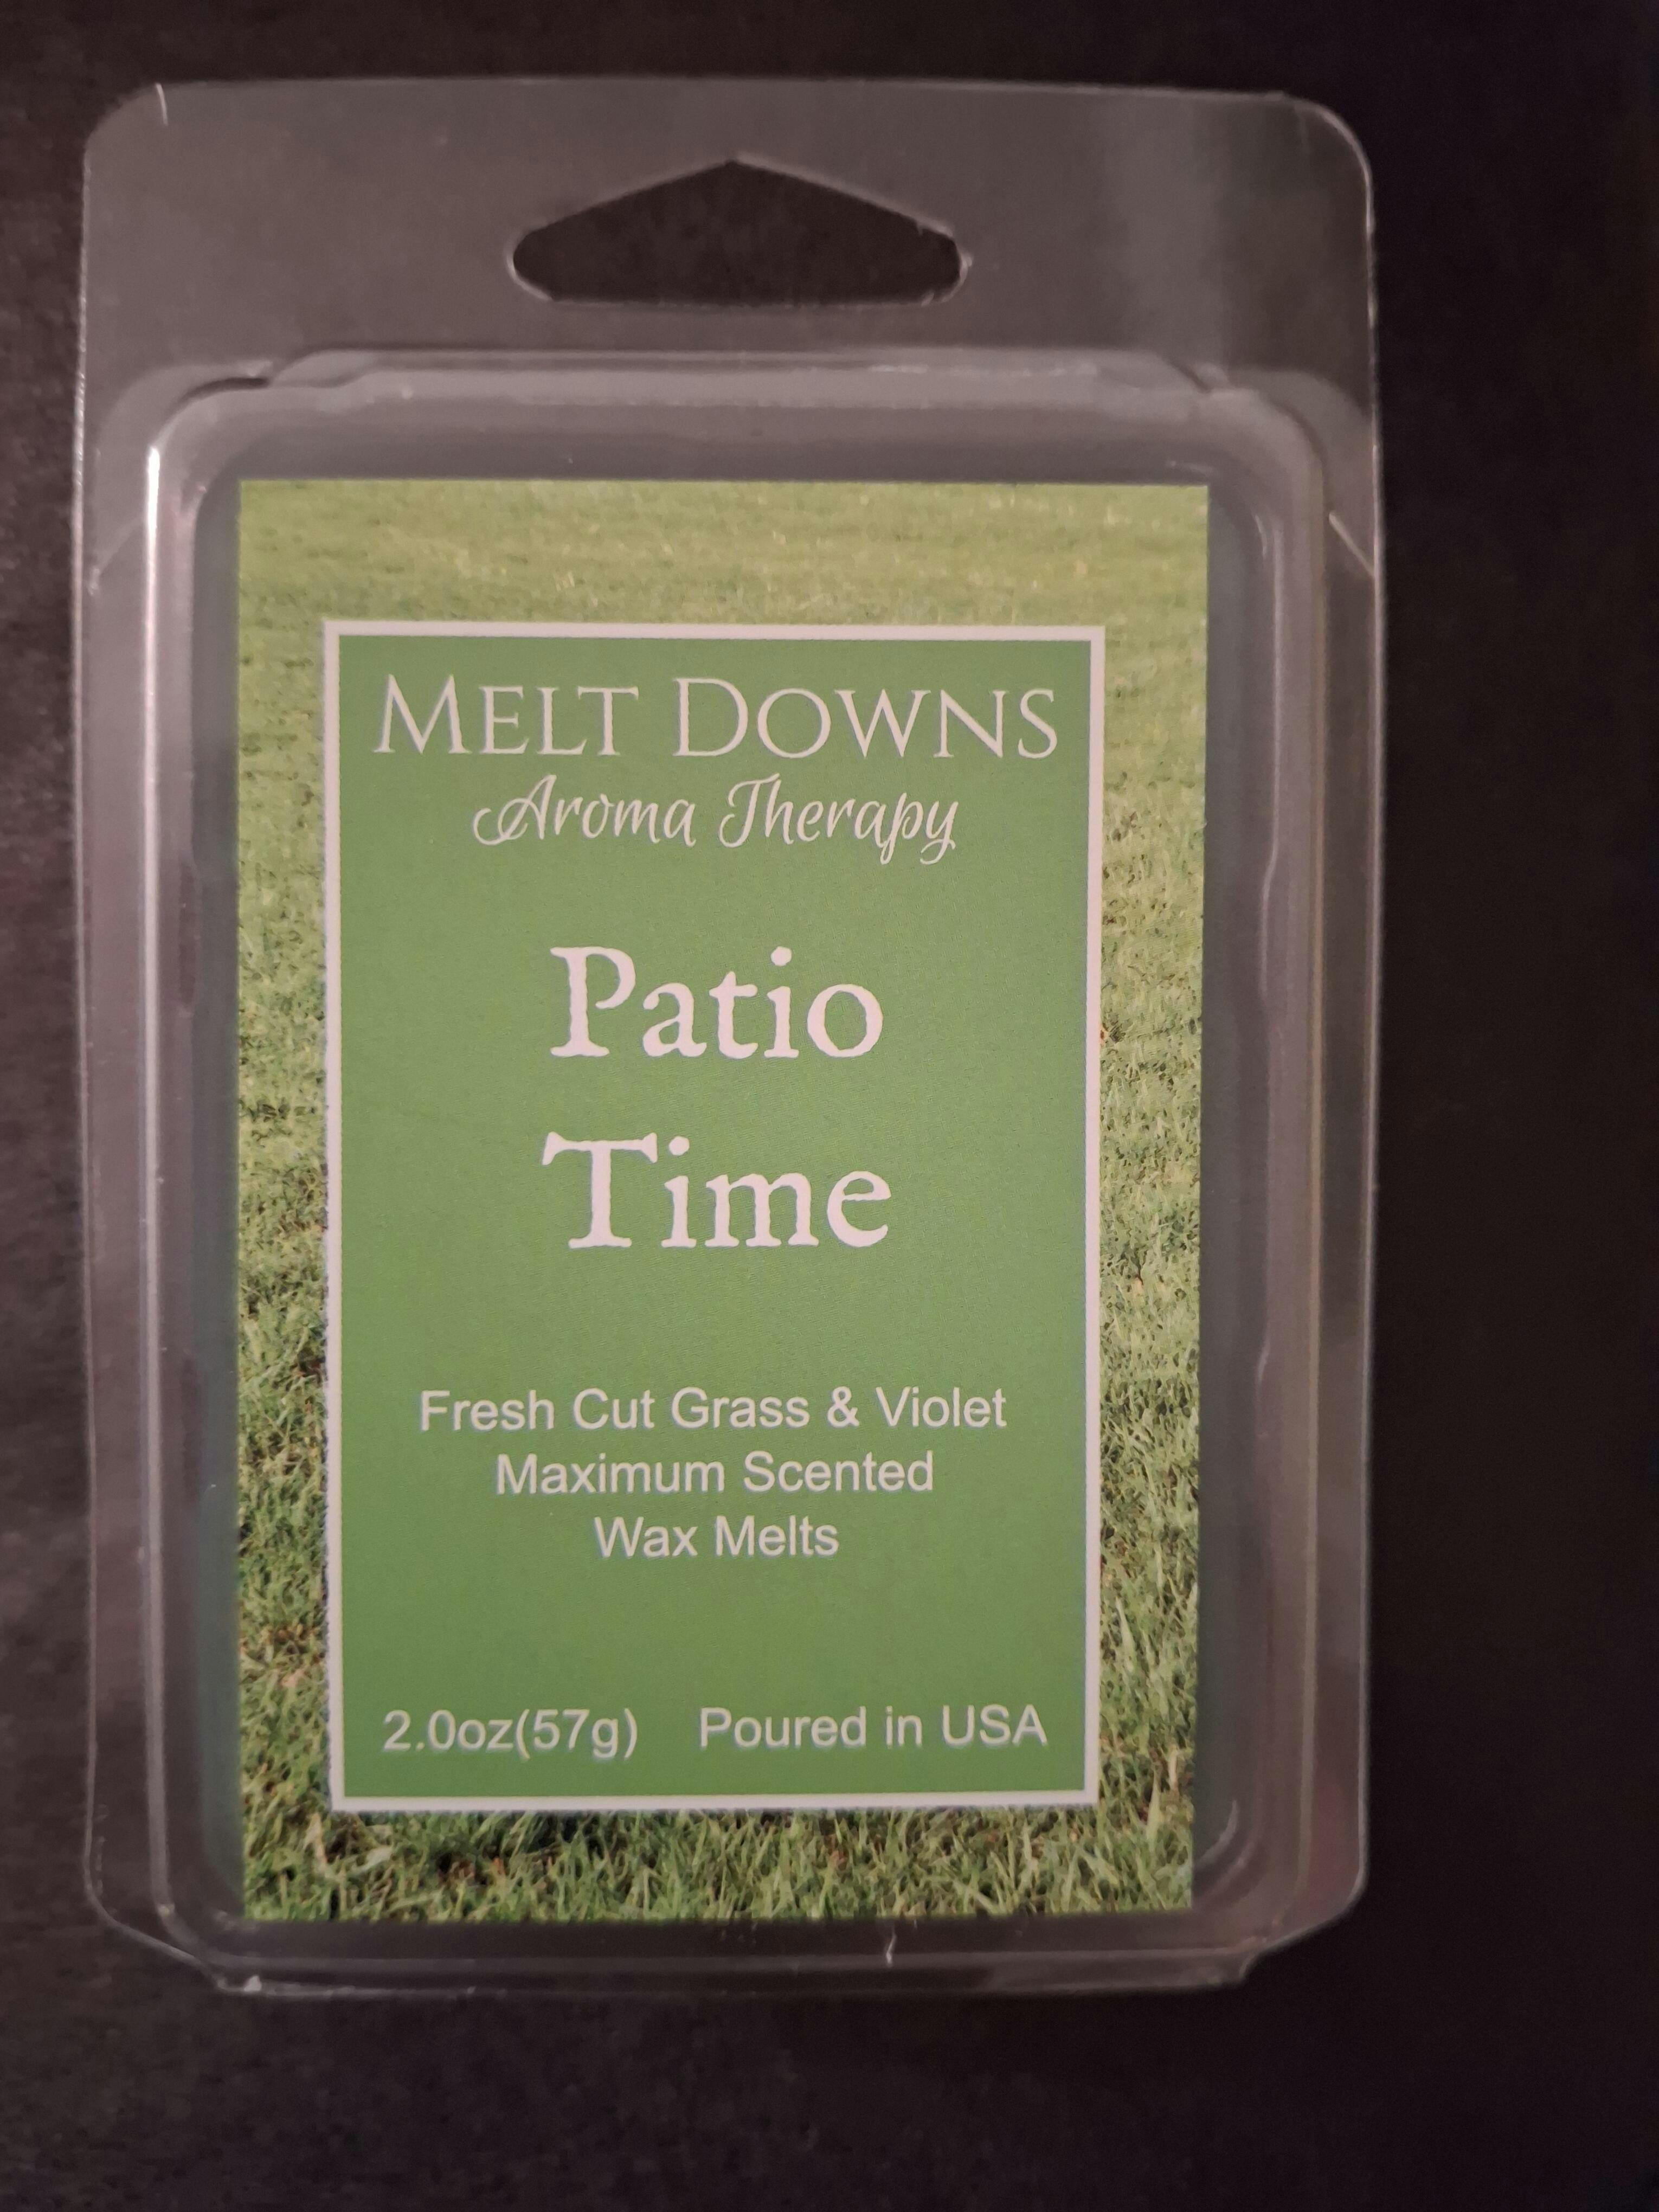 MELT DOWNS
Aroma Therapy
Patio
Time
Fresh Cut Grass & Violet
Maximum Scented
Wax Melts
2.0oz(57g) Poured in USA